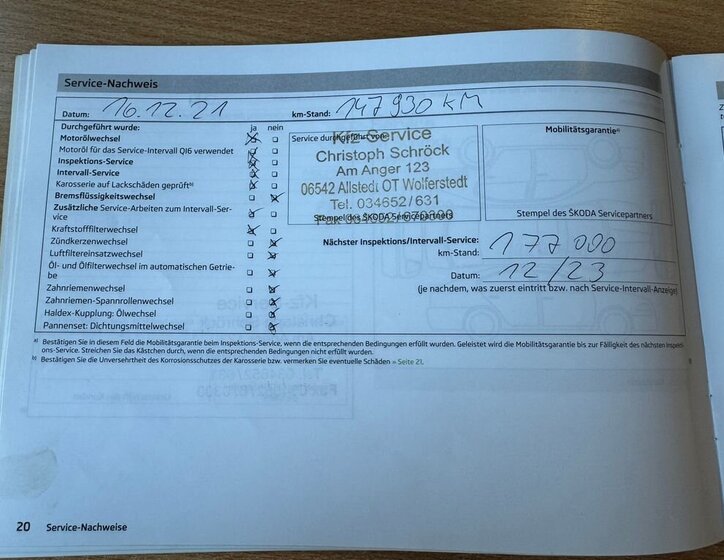 Service-Nachweis
Datum: 16.12.21 km-Stand: 147 930 KM
Durchgeführt wurde: ja nein
Motorölwechsel
Motoröl für das Service-Intervall QI6 verwendet
Inspektions-Service
Intervall-Service
Karosserie auf Lackschäden geprüft b)
Bremsflüssigkeitswechsel
Zusätzliche Service-Arbeiten zum Intervall-Ser-
vice
Kraftstofffilterwechsel
Zündkerzenwechsel
Luftfiltereinsatzwechsel
Öl- und Ölfilterwechsel im automatischen Getrie-
be
Zahnriemenwechsel
Zahnriemen-Spannrollenwechsel
Haldex-Kupplung: Ölwechsel
Pannenset: Dichtungsmittelwechsel
Service durchgeführt von:
Kfz-Service
Christoph Schröck
Am Anger 123
06542 Allstedt OT Wolferstedt
Tel. 034652/631
Stempel des ŠKODA Servicepartners
Mobilitätsgarantie a)
Stempel des ŠKODA Servicepartners
Nächster Inspektions-/Intervall-Service:
km-Stand: 177 000
Datum: 12/23
(je nachdem, was zuerst eintritt bzw. nach Service-Intervall-Anzeige)
a) Bestätigen Sie in diesem Feld die Mobilitätsgarantie beim Inspektions-Service, wenn die entsprechenden Bedingungen erfüllt wurden. Geleistet wird die Mobilitätsgarantie bis zur Fälligkeit des nächsten Inspekti-
ons-Service. Streichen Sie das Kästchen durch, wenn die entsprechenden Bedingungen nicht erfüllt wurden.
b) Bestätigen Sie die Unversehrtheit des Korrosionsschutzes der Karosserie bzw. vermerken Sie eventuelle Schäden » Seite 21.
20 Service-Nachweise